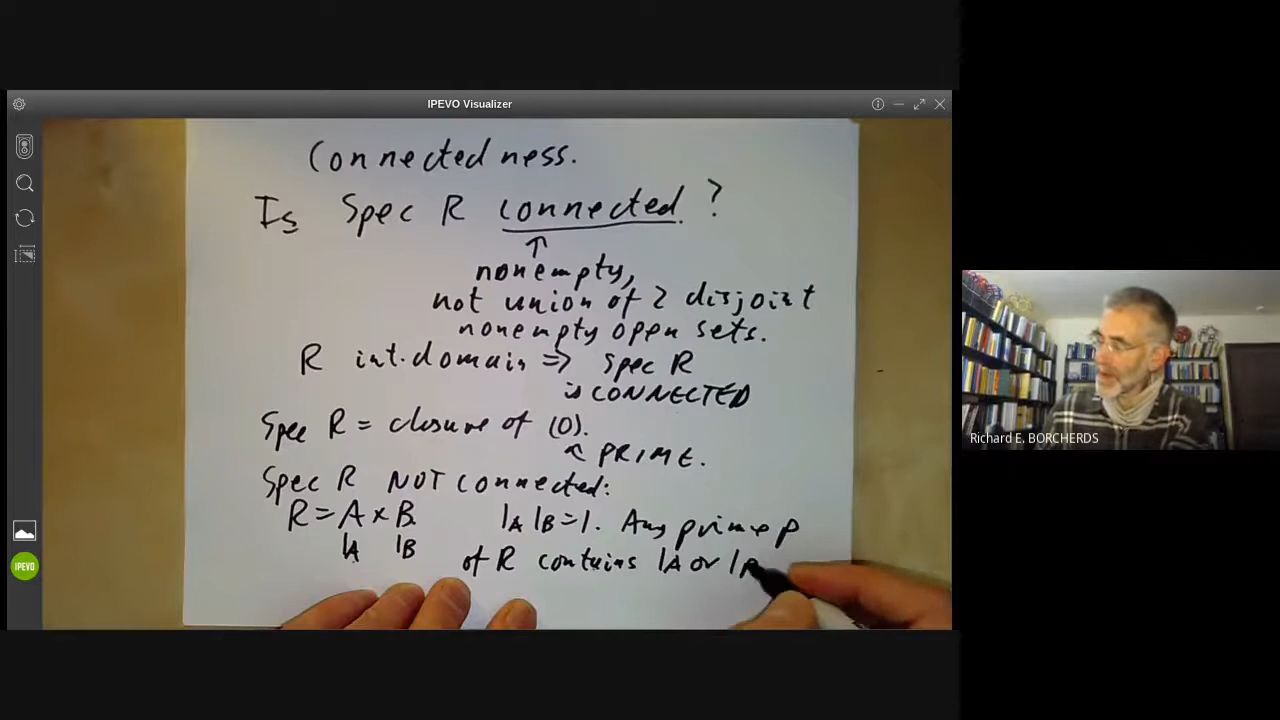 IPEVO Visualizer
Connectedness.
Is Spec R connected ?
↑
nonempty,
not union of 2 disjoint
nonempty open sets.
R int. domain ⇒ Spec R
is CONNECTED
Spec R = closure of (0).
↖ PRIME.
Spec R NOT connected:
R = A × B 1A 1B = 1. Any prime p
1A 1B of R contains 1A or 1B
IPEVO
Richard E. BORCHERDS